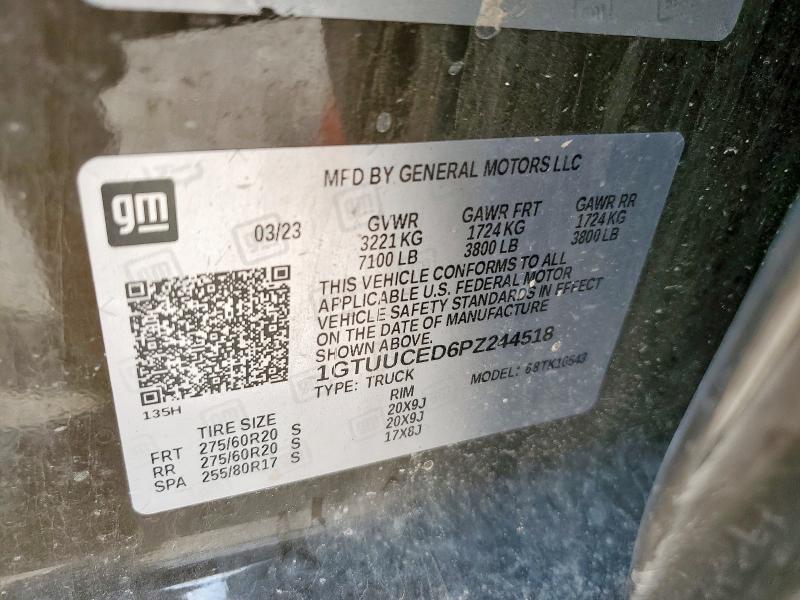 gm
MFD BY GENERAL MOTORS LLC
03/23
GVWR GAWR FRT GAWR RR
3221 KG 1724 KG 1724 KG
7100 LB 3800 LB 3800 LB
THIS VEHICLE CONFORMS TO ALL
APPLICABLE U.S. FEDERAL MOTOR
VEHICLE SAFETY STANDARDS IN EFFECT
ON THE DATE OF MANUFACTURE
SHOWN ABOVE.
1GTUUCED6PZ244518
TYPE: TRUCK MODEL: 68TK10543
135H
TIRE SIZE RIM
FRT 275/60R20 S 20X9J
RR 275/60R20 S 20X9J
SPA 255/80R17 S 17X8J